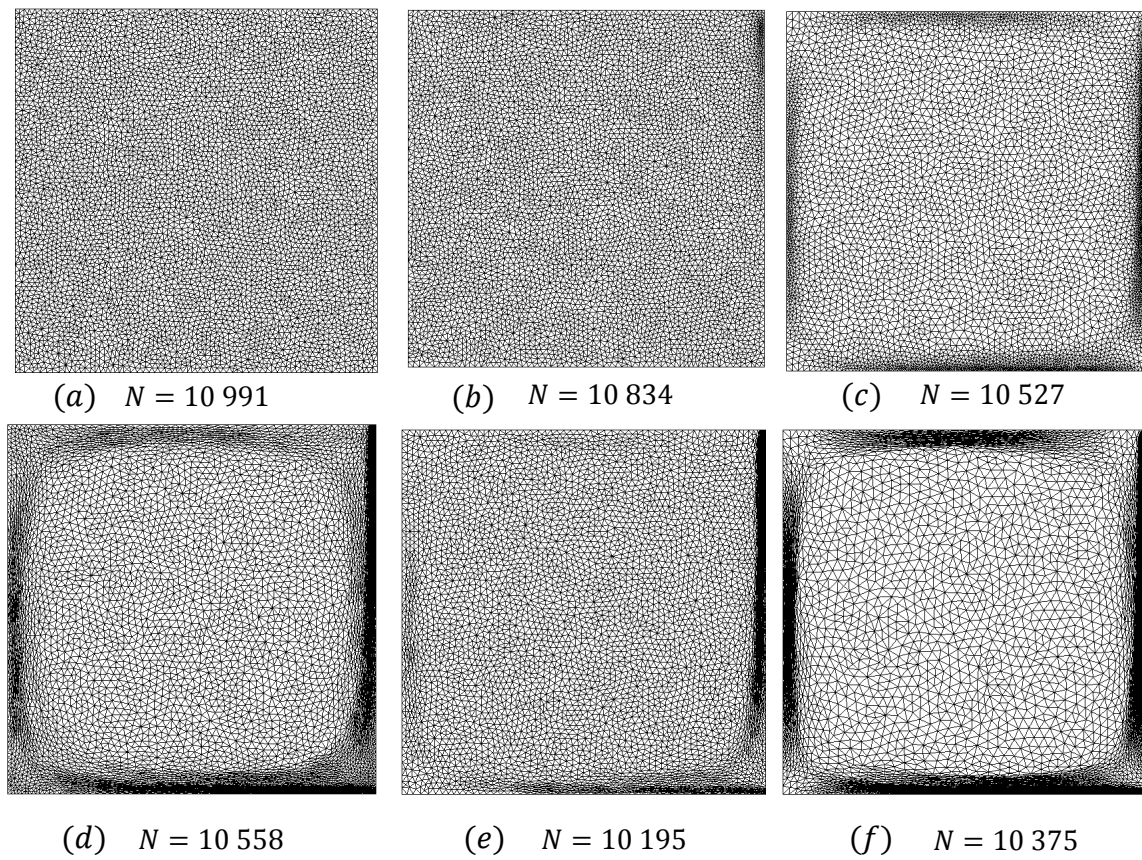 (a) N = 10 991 (b) N = 10 834 (c) N = 10 527
(d) N = 10 558 (e) N = 10 195 (f) N = 10 375